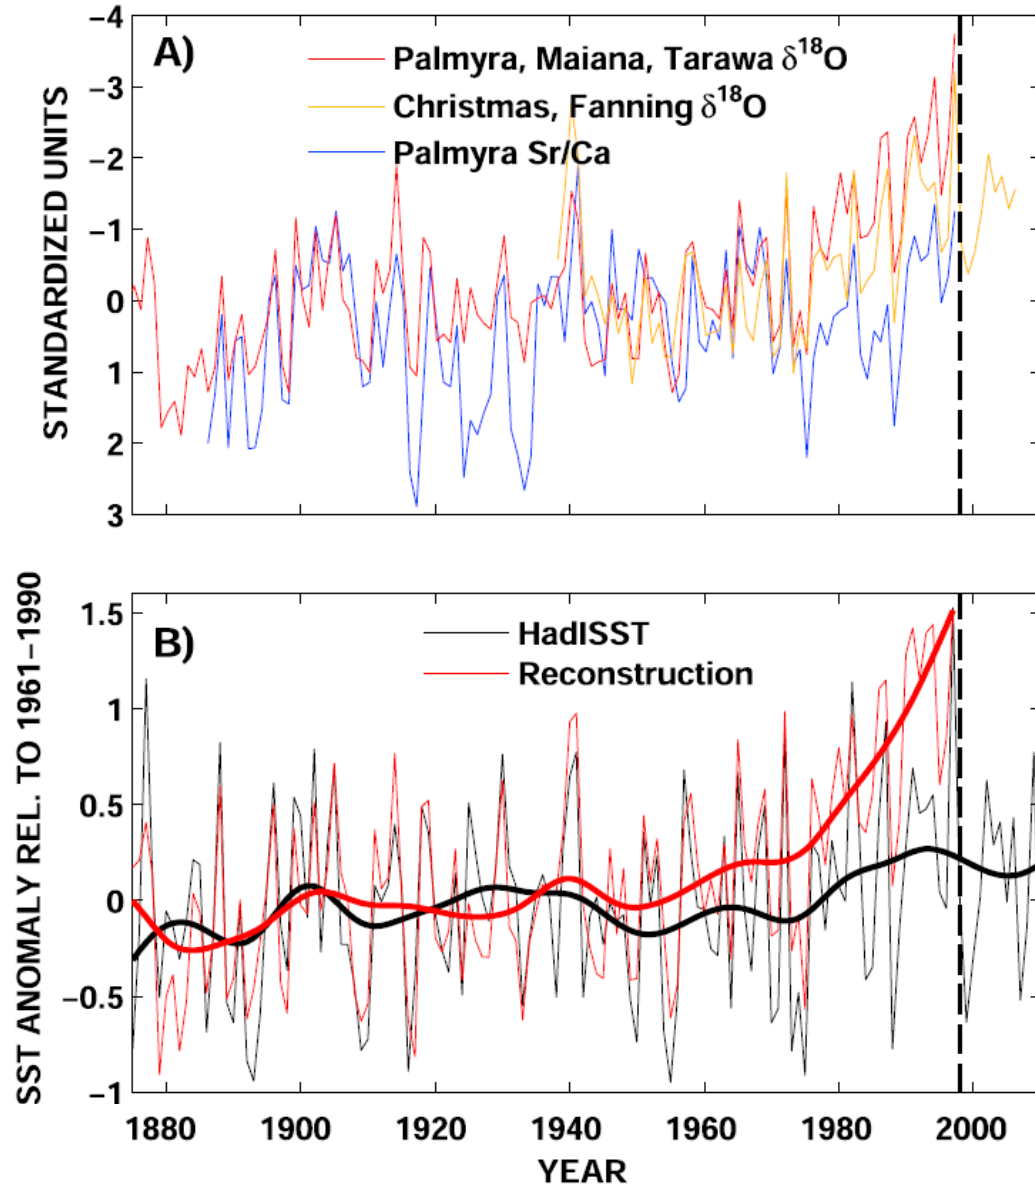 A)
Palmyra, Maiana, Tarawa δ18O
Christmas, Fanning δ18O
Palmyra Sr/Ca
STANDARDIZED UNITS
−4
−3
−2
−1
0
1
2
3
B)
HadISST
Reconstruction
SST ANOMALY REL. TO 1961−1990
1.5
1
0.5
0
−0.5
−1
1880 1900 1920 1940 1960 1980 2000
YEAR